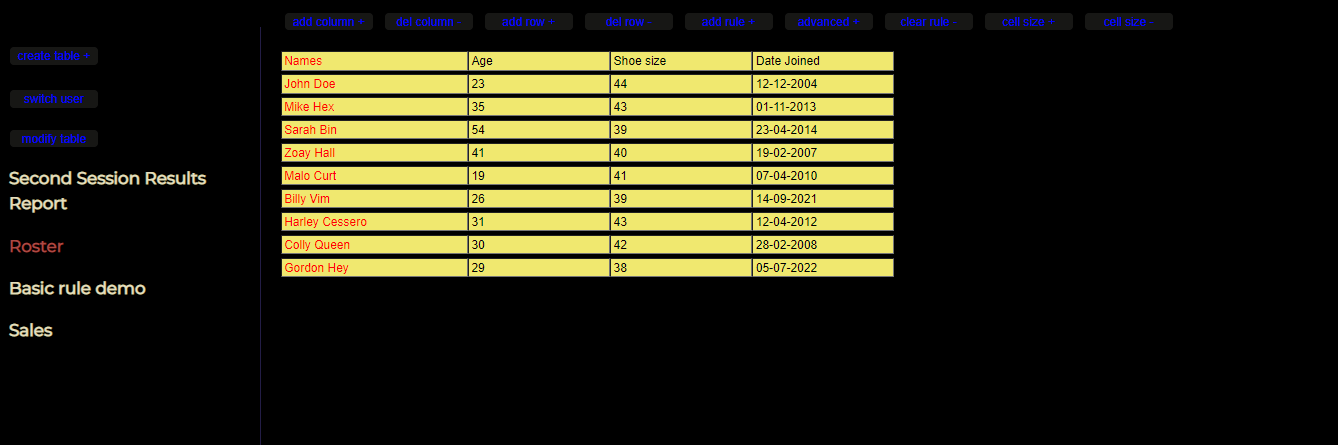 add column + del column - add row + del row - add rule + advanced + clear rule - cell size + cell size -
create table +
switch user
modify table
Second Session Results
Report
Roster
Basic rule demo
Sales
Names Age Shoe size Date Joined
John Doe 23 44 12-12-2004
Mike Hex 35 43 01-11-2013
Sarah Bin 54 39 23-04-2014
Zoay Hall 41 40 19-02-2007
Malo Curt 19 41 07-04-2010
Billy Vim 26 39 14-09-2021
Harley Cessero 31 43 12-04-2012
Colly Queen 30 42 28-02-2008
Gordon Hey 29 38 05-07-2022